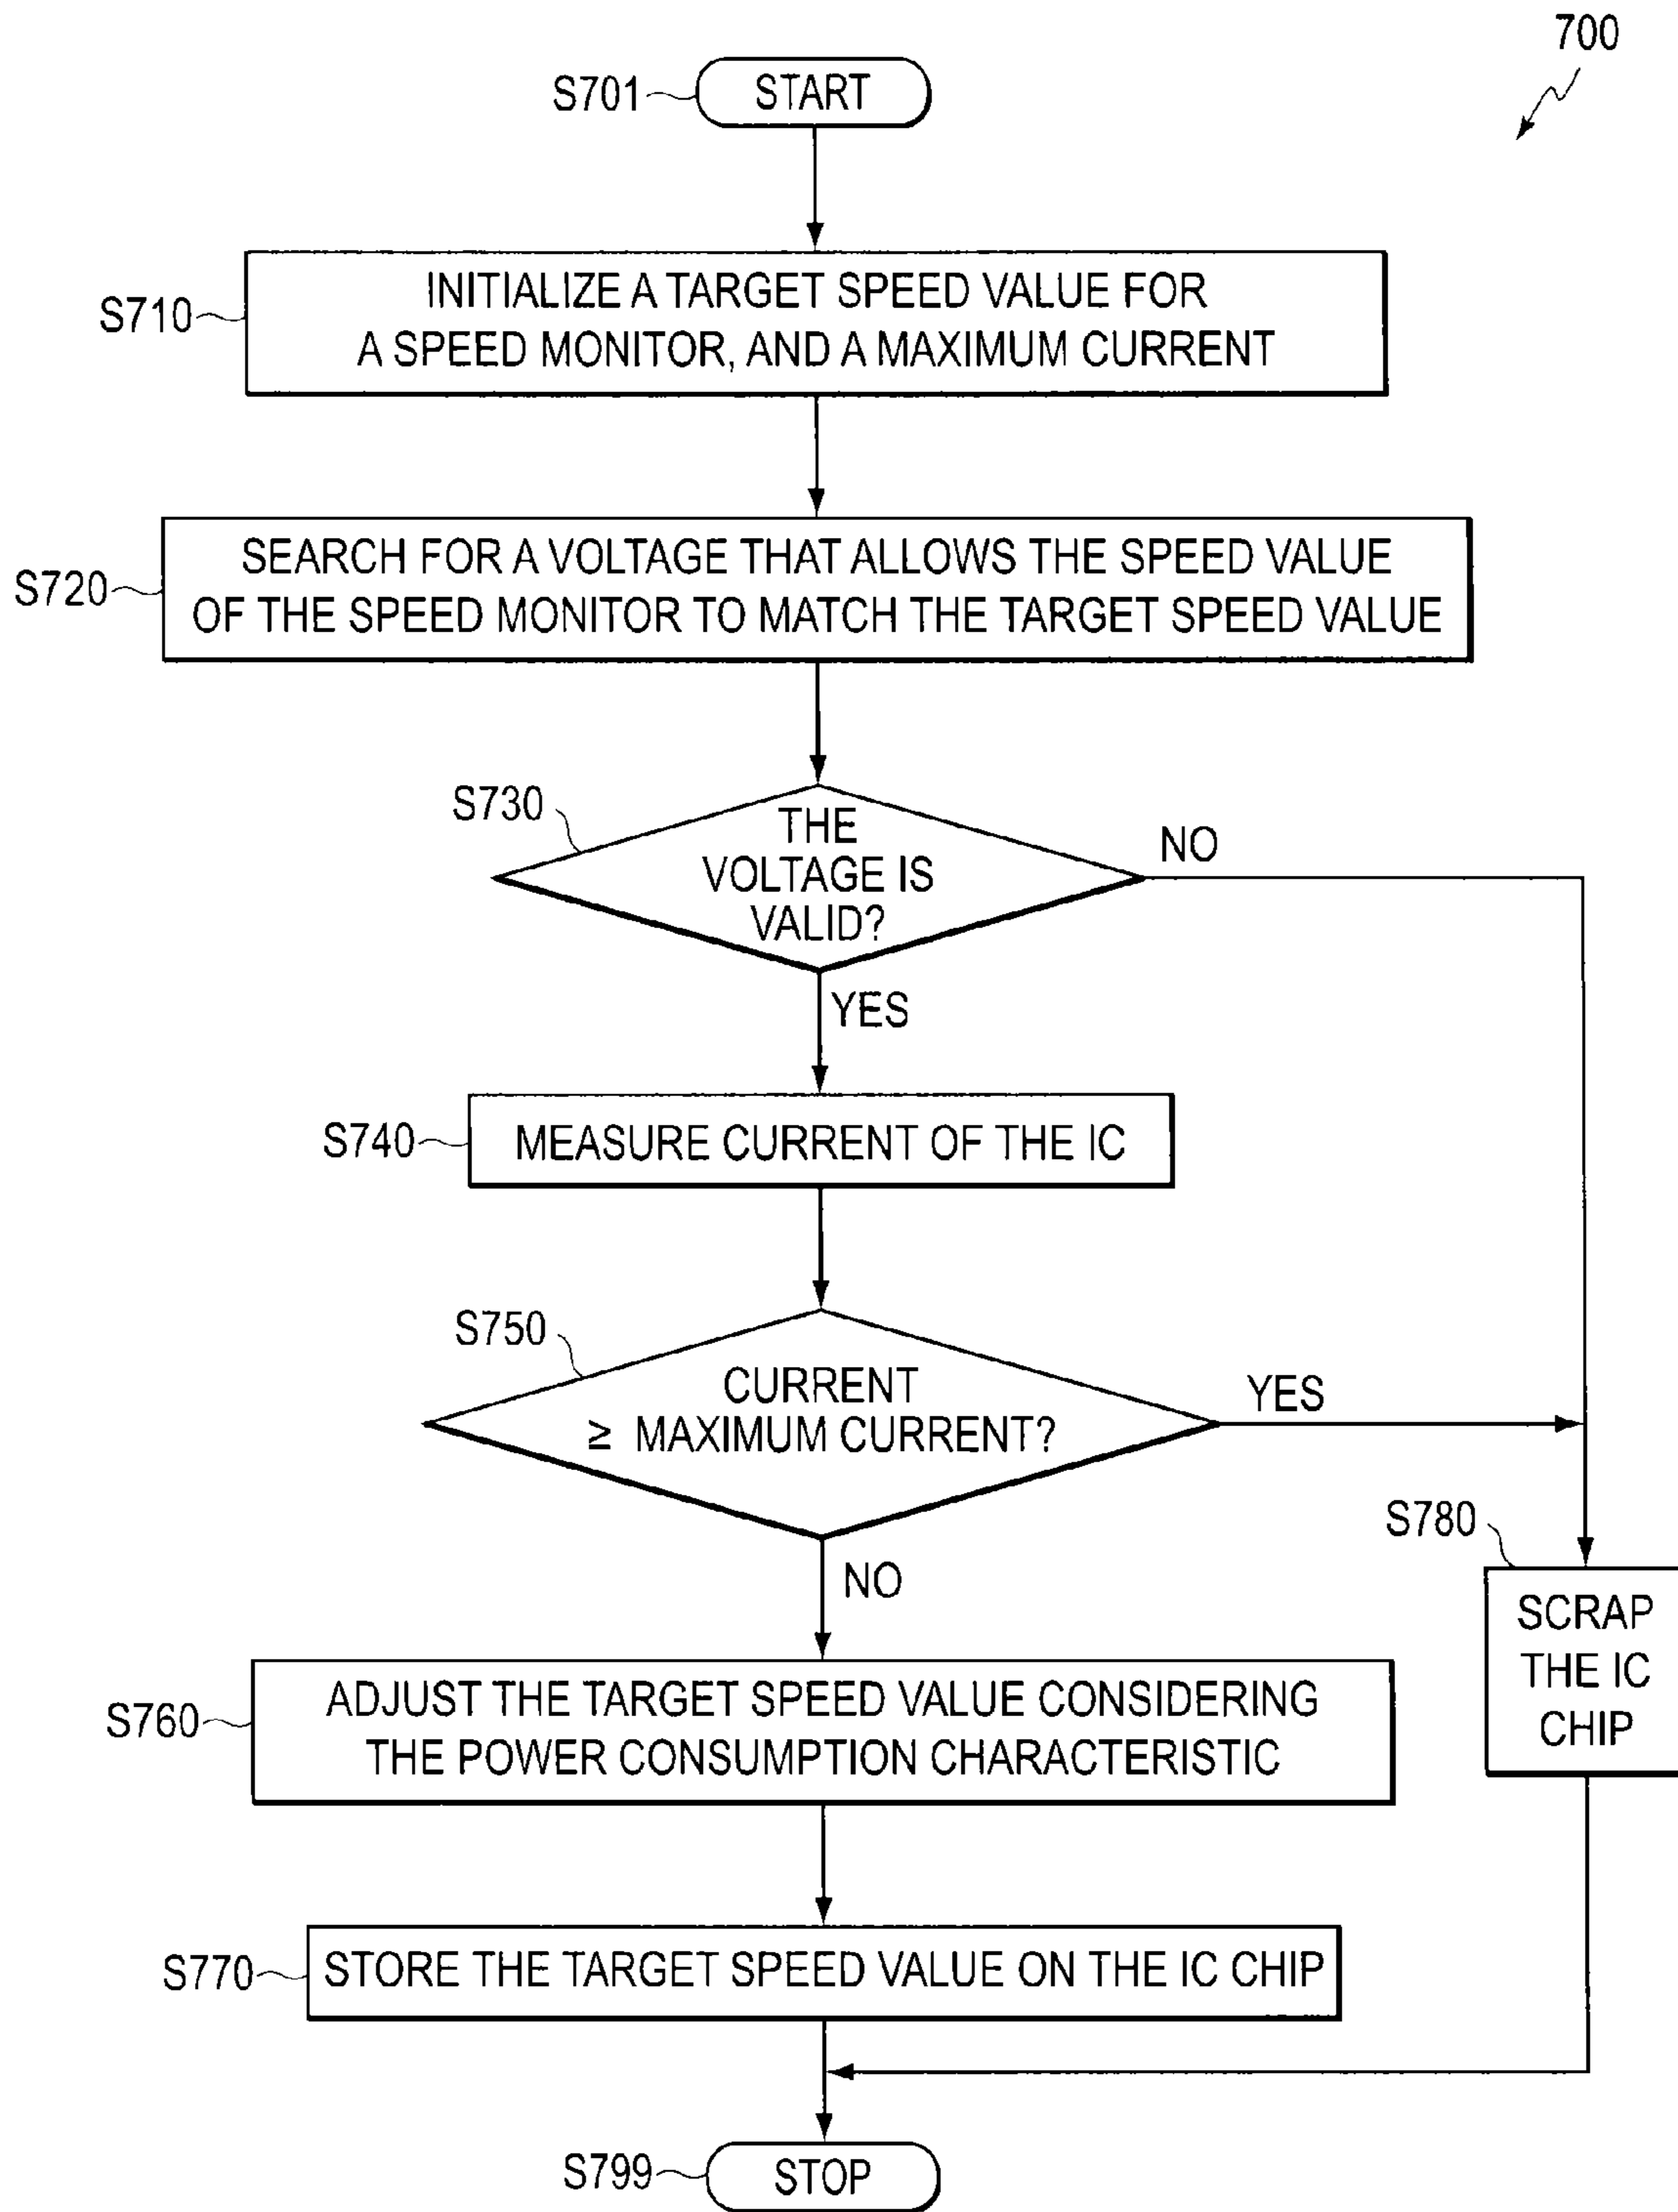 700
S701
START
S710
INITIALIZE A TARGET SPEED VALUE FOR
A SPEED MONITOR, AND A MAXIMUM CURRENT
S720
SEARCH FOR A VOLTAGE THAT ALLOWS THE SPEED VALUE
OF THE SPEED MONITOR TO MATCH THE TARGET SPEED VALUE
S730
THE
VOLTAGE IS
VALID?
NO
YES
S740
MEASURE CURRENT OF THE IC
S750
CURRENT
≥ MAXIMUM CURRENT?
YES
NO
S780
SCRAP
THE IC
CHIP
S760
ADJUST THE TARGET SPEED VALUE CONSIDERING
THE POWER CONSUMPTION CHARACTERISTIC
S770
STORE THE TARGET SPEED VALUE ON THE IC CHIP
S799
STOP